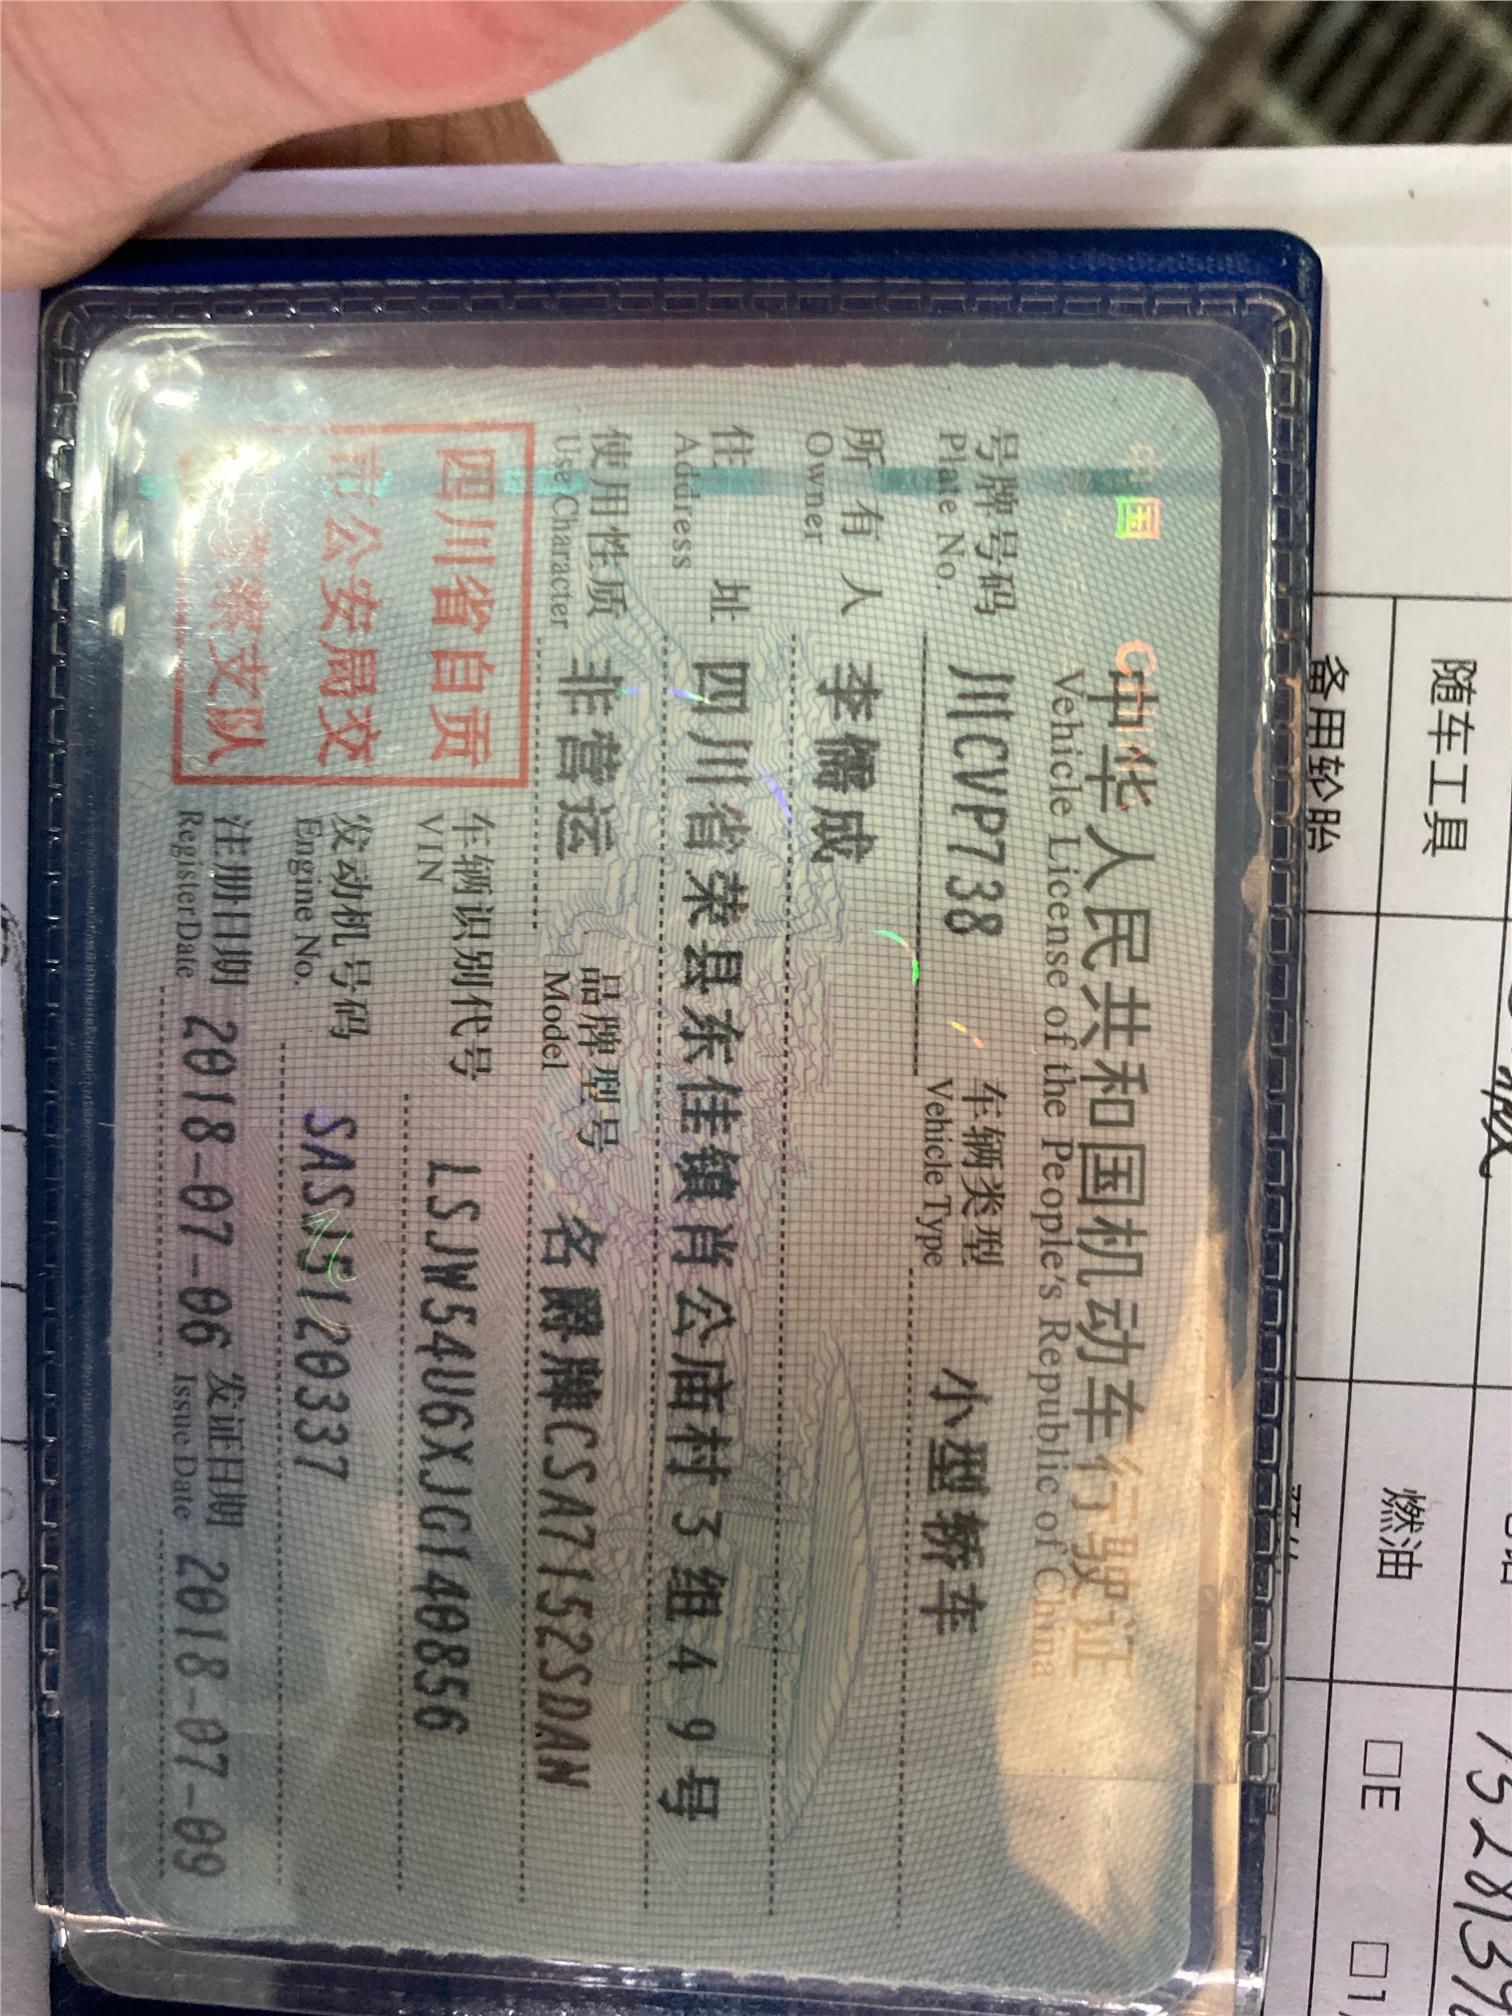 中国 China
中华人民共和国机动车行驶证
Vehicle License of the People's Republic of China
号牌号码 川CVP738 车辆类型 小型轿车
Plate No. Vehicle Type
所有人 李儒成
Owner
住址 四川省荣县东佳镇肖公庙村3组49号
Address
使用性质 非营运 品牌型号 名爵牌CSA7152SDAN
Use Character Model
四川省自贡
市公安局交
警察支队
车辆识别代号 LSJW54U6XJG140856
VIN
发动机号码 SASJ5120337
Engine No.
注册日期 2018-07-06 发证日期 2018-07-09
Register Date Issue Date
随车工具
备用轮胎
燃油
□E